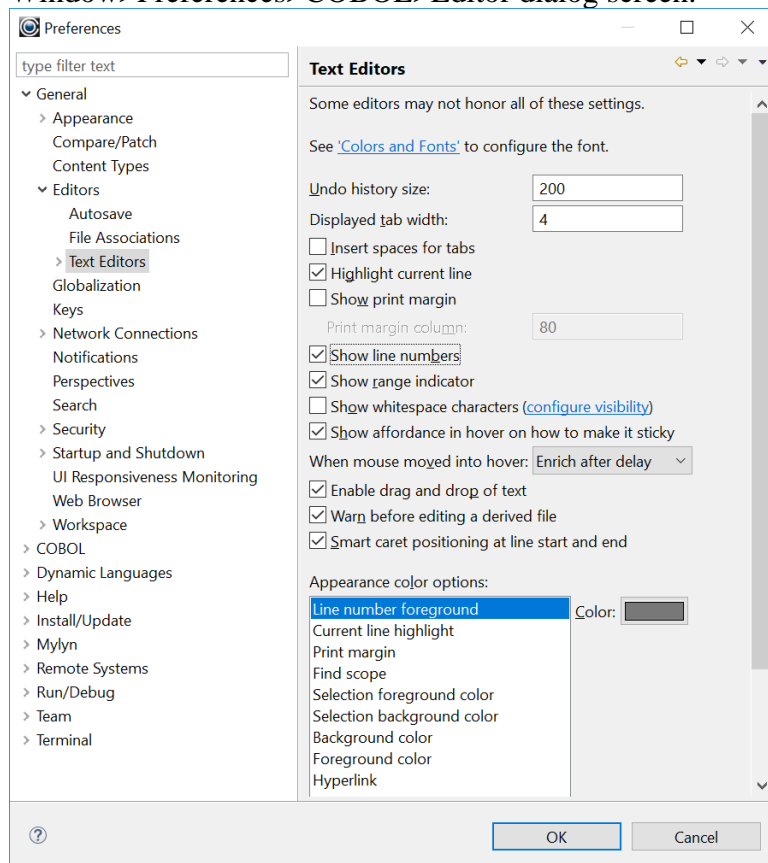 Window>Preferences>COBOL>Editor dialog screen.
Preferences
type filter text
General
Appearance
Compare/Patch
Content Types
Editors
Autosave
File Associations
Text Editors
Globalization
Keys
Network Connections
Notifications
Perspectives
Search
Security
Startup and Shutdown
UI Responsiveness Monitoring
Web Browser
Workspace
COBOL
Dynamic Languages
Help
Install/Update
Mylyn
Remote Systems
Run/Debug
Team
Terminal
Text Editors
Some editors may not honor all of these settings.
See 'Colors and Fonts' to configure the font.
Undo history size: 200
Displayed tab width: 4
Insert spaces for tabs
Highlight current line
Show print margin
Print margin column: 80
Show line numbers
Show range indicator
Show whitespace characters (configure visibility)
Show affordance in hover on how to make it sticky
When mouse moved into hover: Enrich after delay
Enable drag and drop of text
Warn before editing a derived file
Smart caret positioning at line start and end
Appearance color options:
Line number foreground Color:
Current line highlight
Print margin
Find scope
Selection foreground color
Selection background color
Background color
Foreground color
Hyperlink
OK Cancel